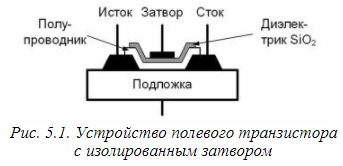 Исток Затвор Сток
Полу-
проводник
Диэлек-
трик SiO2
Подложка
Рис. 5.1. Устройство полевого транзистора
с изолированным затвором